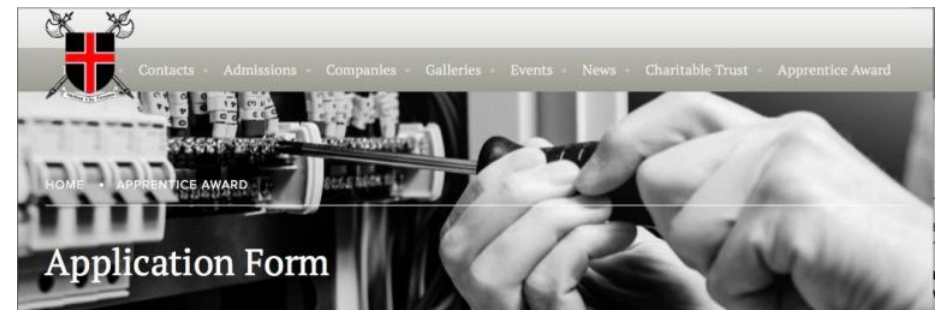 Contacts Admissions Companies Galleries Events News Charitable Trust Apprentice Award
HOME • APPRENTICE AWARD
Application Form